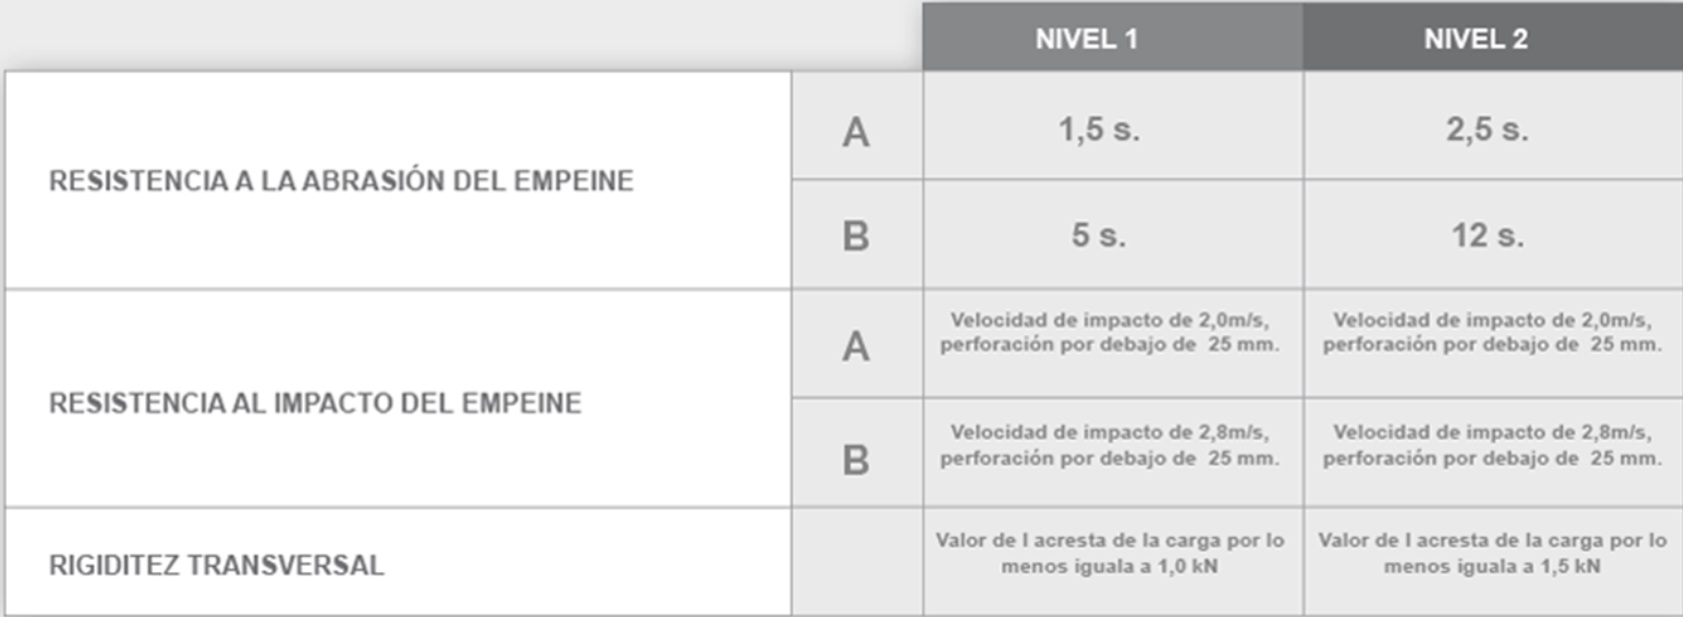 NIVEL 1 NIVEL 2
RESISTENCIA A LA ABRASIÓN DEL EMPEINE
A 1,5 s. 2,5 s.
B 5 s. 12 s.
RESISTENCIA AL IMPACTO DEL EMPEINE
A
Velocidad de impacto de 2,0m/s,
perforación por debajo de 25 mm.
Velocidad de impacto de 2,0m/s,
perforación por debajo de 25 mm.
B
Velocidad de impacto de 2,8m/s,
perforación por debajo de 25 mm.
Velocidad de impacto de 2,8m/s,
perforación por debajo de 25 mm.
RIGIDITEZ TRANSVERSAL
Valor de l acresta de la carga por lo
menos iguala a 1,0 kN
Valor de l acresta de la carga por lo
menos iguala a 1,5 kN